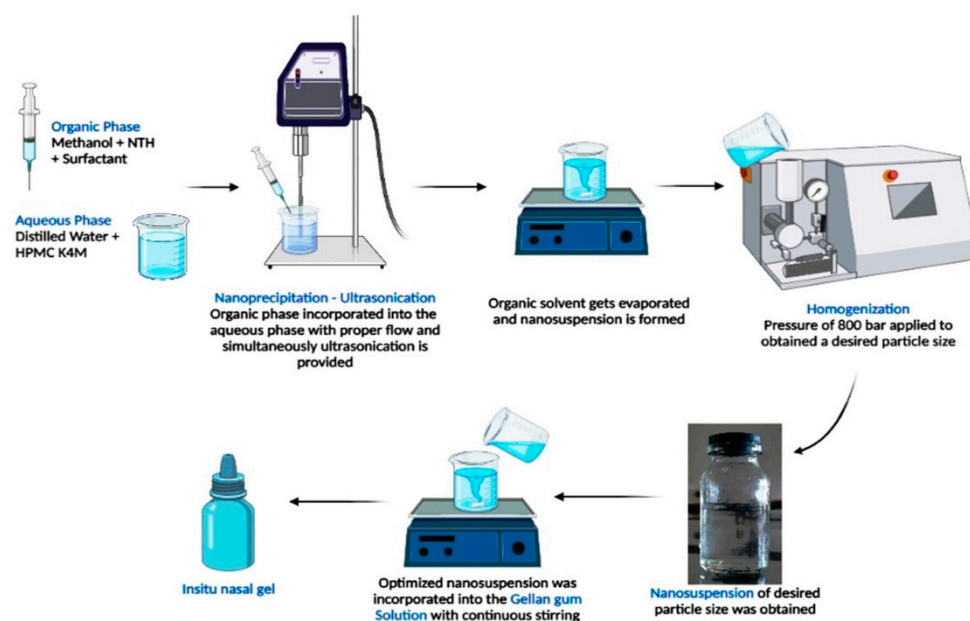 Organic Phase
Methanol + NTH
+ Surfactant
Aqueous Phase
Distilled Water +
HPMC K4M
Nanoprecipitation - Ultrasonication
Organic phase incorporated into the
aqueous phase with proper flow and
simultaneously ultrasonication is
provided
Organic solvent gets evaporated
and nanosuspension is formed
Homogenization
Pressure of 800 bar applied to
obtained a desired particle size
Insitu nasal gel
Optimized nanosuspension was
incorporated into the Gellan gum
Solution with continuous stirring
Nanosuspension of desired
particle size was obtained